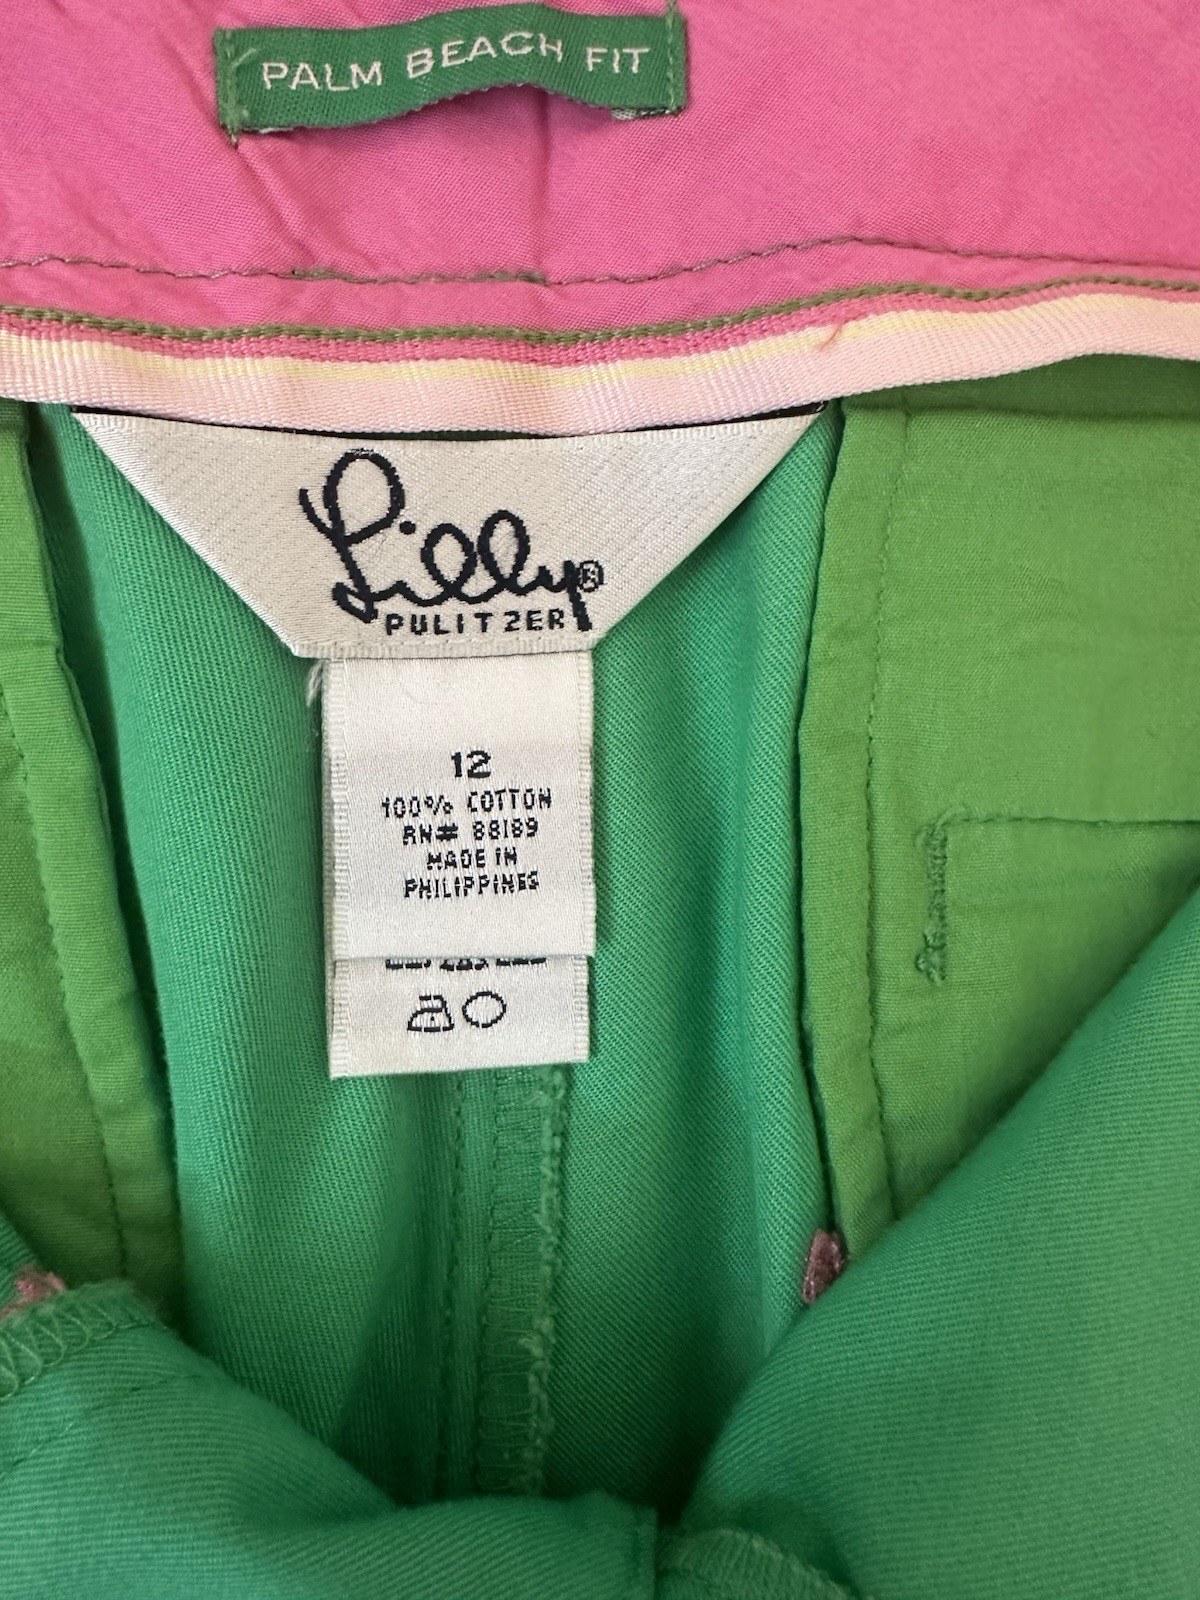 PALM BEACH FIT
Lilly®
PULITZER
12
100% COTTON
RN# 88189
MADE IN
PHILIPPINES